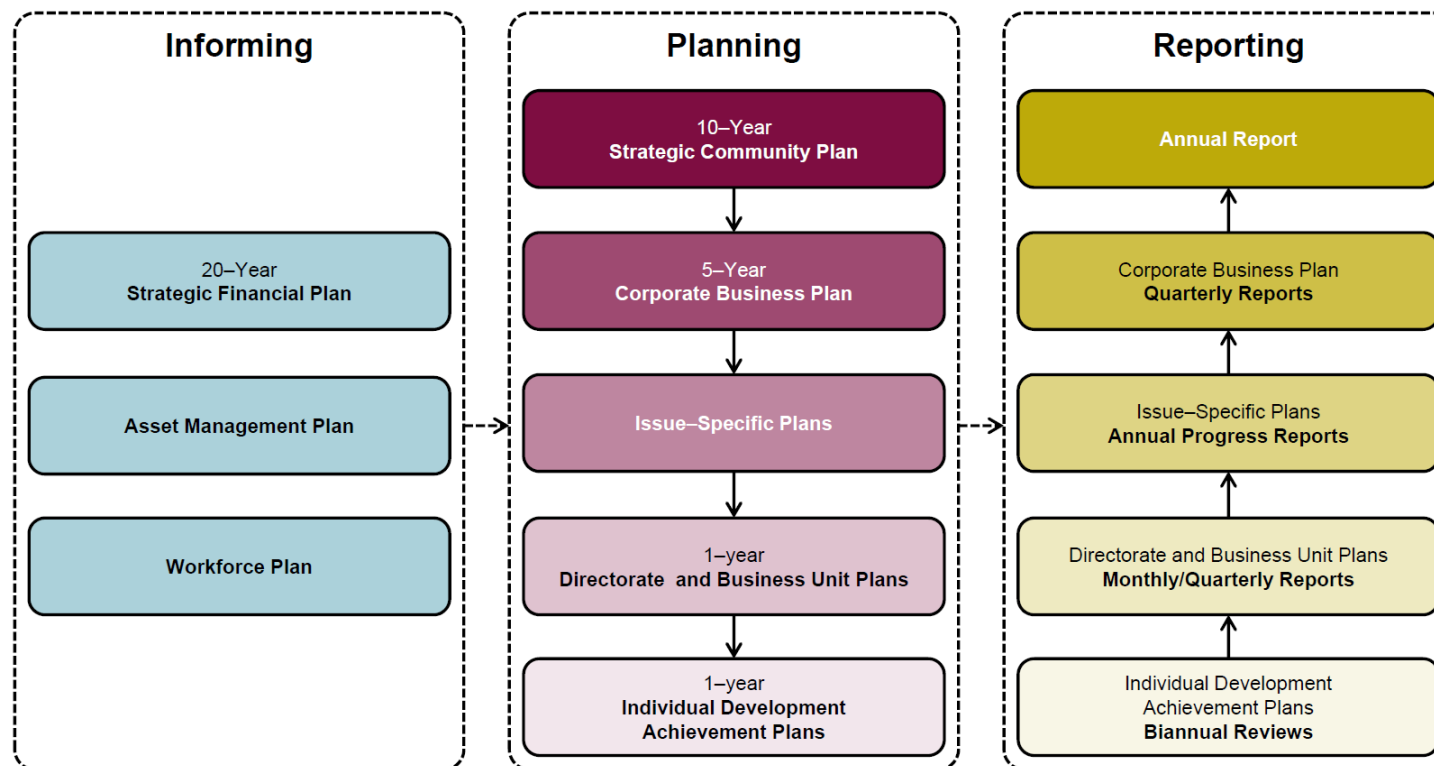 Informing
20–Year
Strategic Financial Plan
Asset Management Plan
Workforce Plan
Planning
10–Year
Strategic Community Plan
5–Year
Corporate Business Plan
Issue–Specific Plans
1–year
Directorate  and Business Unit Plans
1–year
Individual Development
Achievement Plans
Reporting
Annual Report
Corporate Business Plan
Quarterly Reports
Issue–Specific Plans
Annual Progress Reports
Directorate and Business Unit Plans
Monthly/Quarterly Reports
Individual Development
Achievement Plans
Biannual Reviews